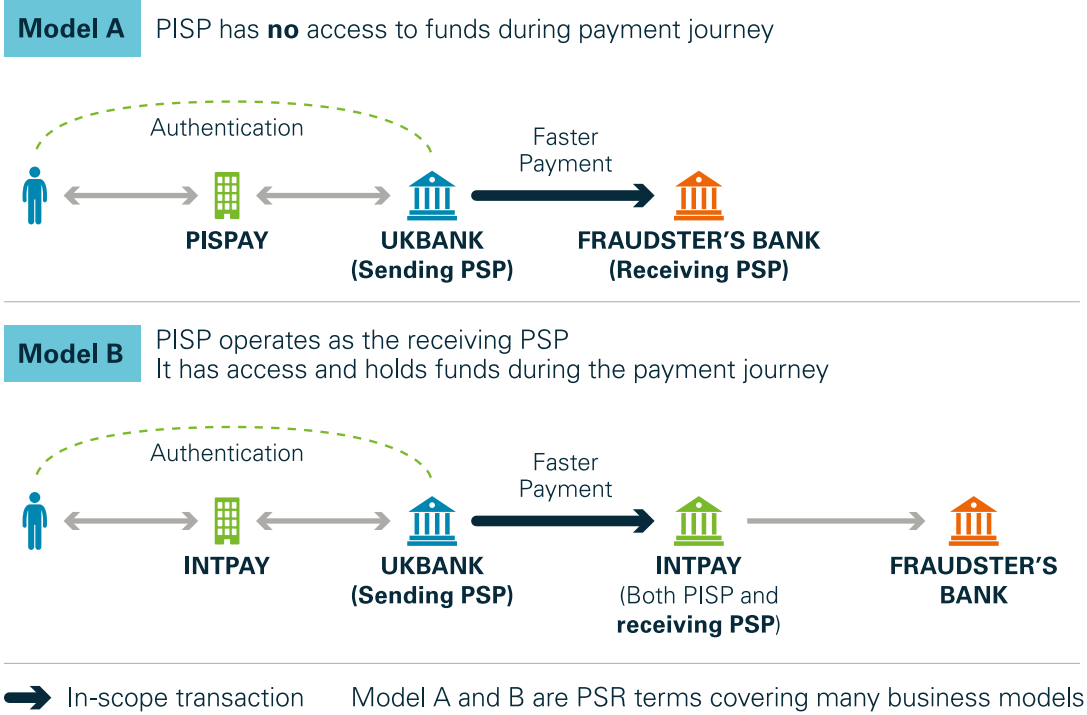 Model A
PISP has no access to funds during payment journey
Authentication
Faster
Payment
PISPAY
UKBANK
(Sending PSP)
FRAUDSTER'S BANK
(Receiving PSP)
Model B
PISP operates as the receiving PSP
It has access and holds funds during the payment journey
Authentication
Faster
Payment
INTPAY
UKBANK
(Sending PSP)
INTPAY
(Both PISP and
receiving PSP)
FRAUDSTER'S
BANK
In-scope transaction
Model A and B are PSR terms covering many business models